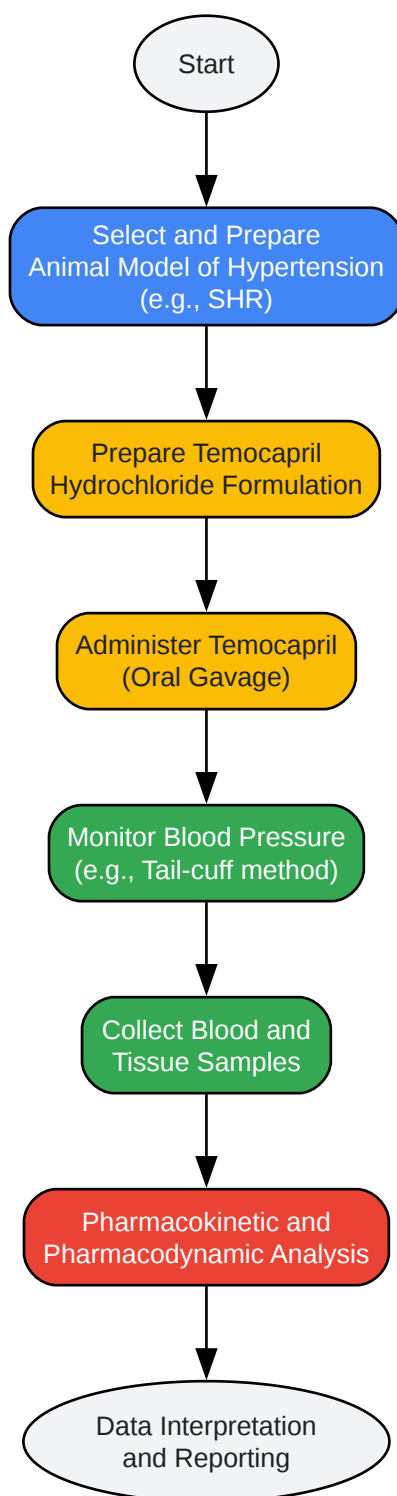 Start
Select and Prepare
Animal Model of Hypertension
(e.g., SHR)
Prepare Temocapril
Hydrochloride Formulation
Administer Temocapril
(Oral Gavage)
Monitor Blood Pressure
(e.g., Tail-cuff method)
Collect Blood and
Tissue Samples
Pharmacokinetic and
Pharmacodynamic Analysis
Data Interpretation
and Reporting